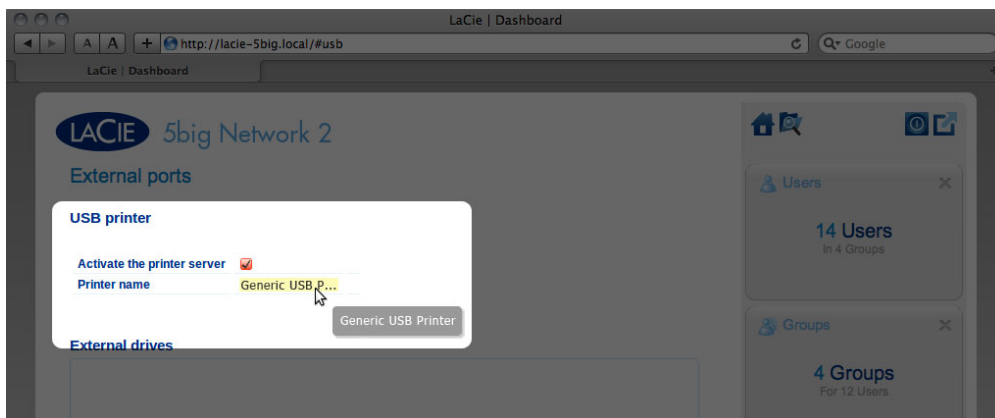 LaCie | Dashboard
A A + http://lacie-5big.local/#usb Google
LaCie | Dashboard +
LACIE 5big Network 2
External ports
USB printer
Activate the printer server
Printer name Generic USB P...
Generic USB Printer
External drives
Users
14 Users
In 4 Groups
Groups
4 Groups
For 12 Users